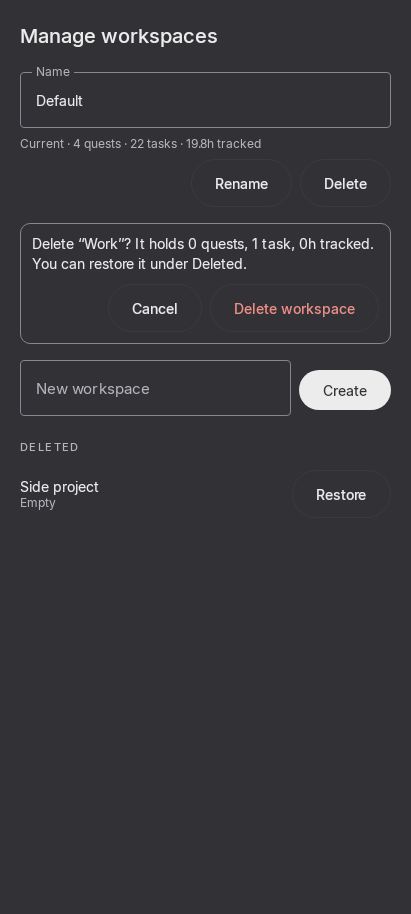 Manage workspaces
Name
Default
Current · 4 quests · 22 tasks · 19.8h tracked
Rename
Delete
Delete “Work”? It holds 0 quests, 1 task, 0h tracked.
You can restore it under Deleted.
Cancel
Delete workspace
New workspace
Create
DELETED
Side project
Empty
Restore